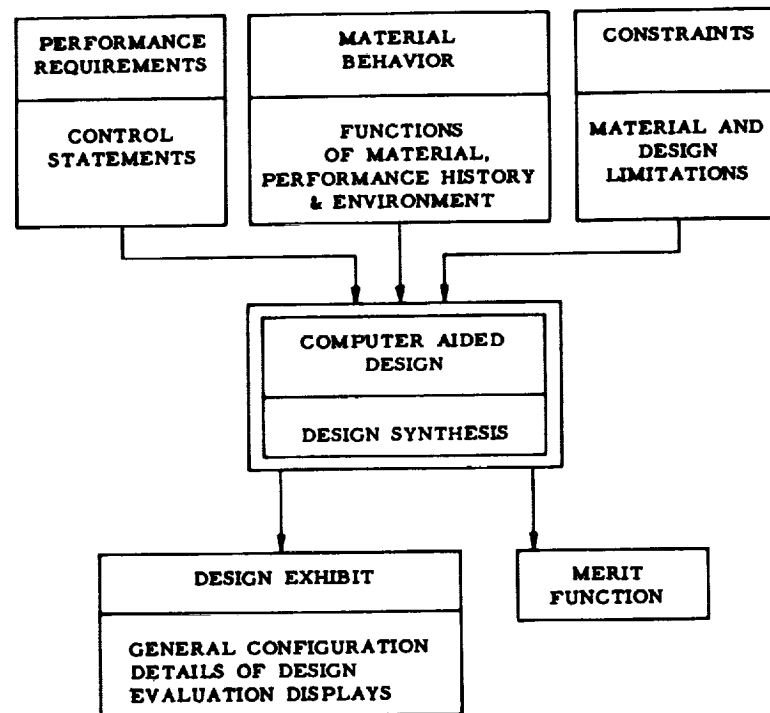 PERFORMANCE
REQUIREMENTS
CONTROL
STATEMENTS
MATERIAL
BEHAVIOR
FUNCTIONS
OF MATERIAL,
PERFORMANCE HISTORY
& ENVIRONMENT
CONSTRAINTS
MATERIAL AND
DESIGN
LIMITATIONS
COMPUTER AIDED
DESIGN
DESIGN SYNTHESIS
DESIGN EXHIBIT
GENERAL CONFIGURATION
DETAILS OF DESIGN
EVALUATION DISPLAYS
MERIT
FUNCTION